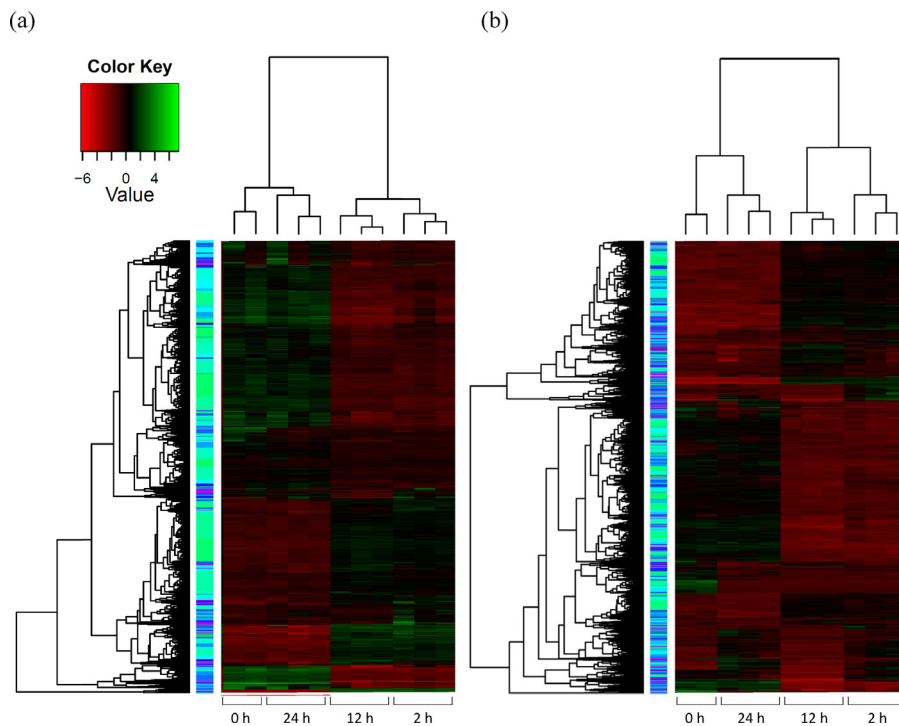 (a)
(b)
Color Key
−6 0 4
Value
0 h 24 h 12 h 2 h
0 h 24 h 12 h 2 h